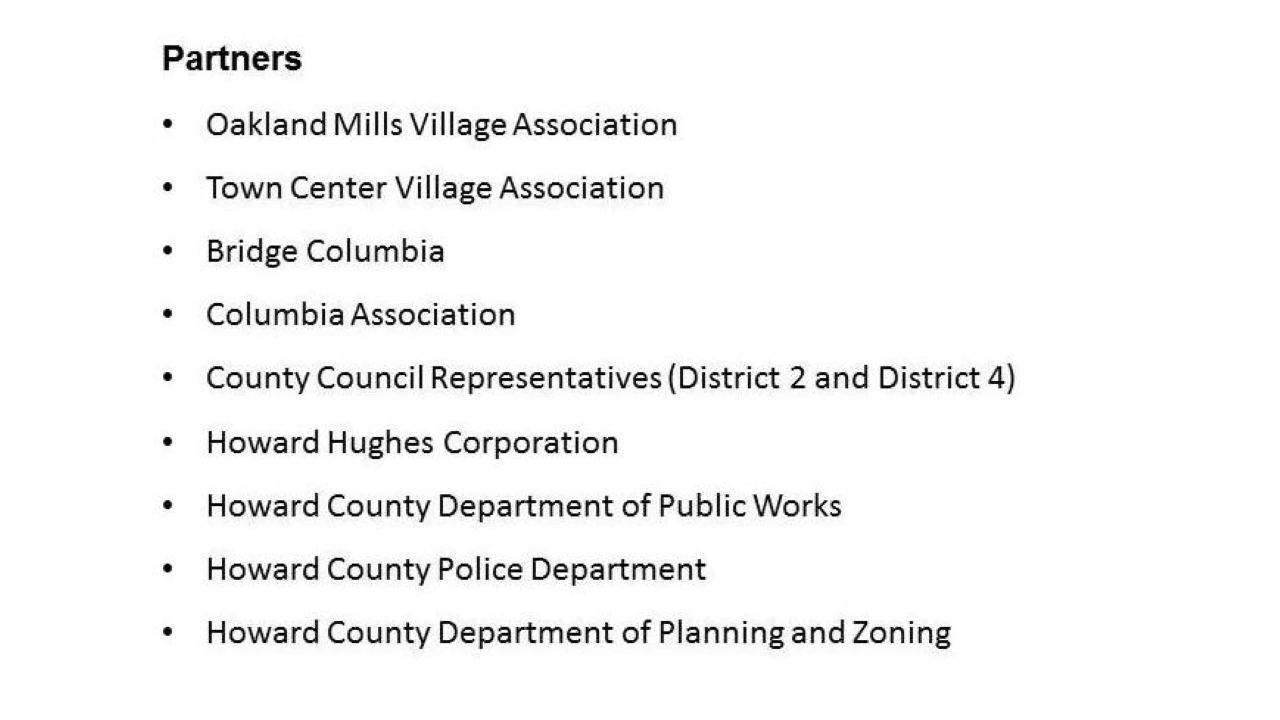 Partners
• Oakland Mills Village Association
• Town Center Village Association
• Bridge Columbia
• Columbia Association
• County Council Representatives (District 2 and District 4)
• Howard Hughes Corporation
• Howard County Department of Public Works
• Howard County Police Department
• Howard County Department of Planning and Zoning